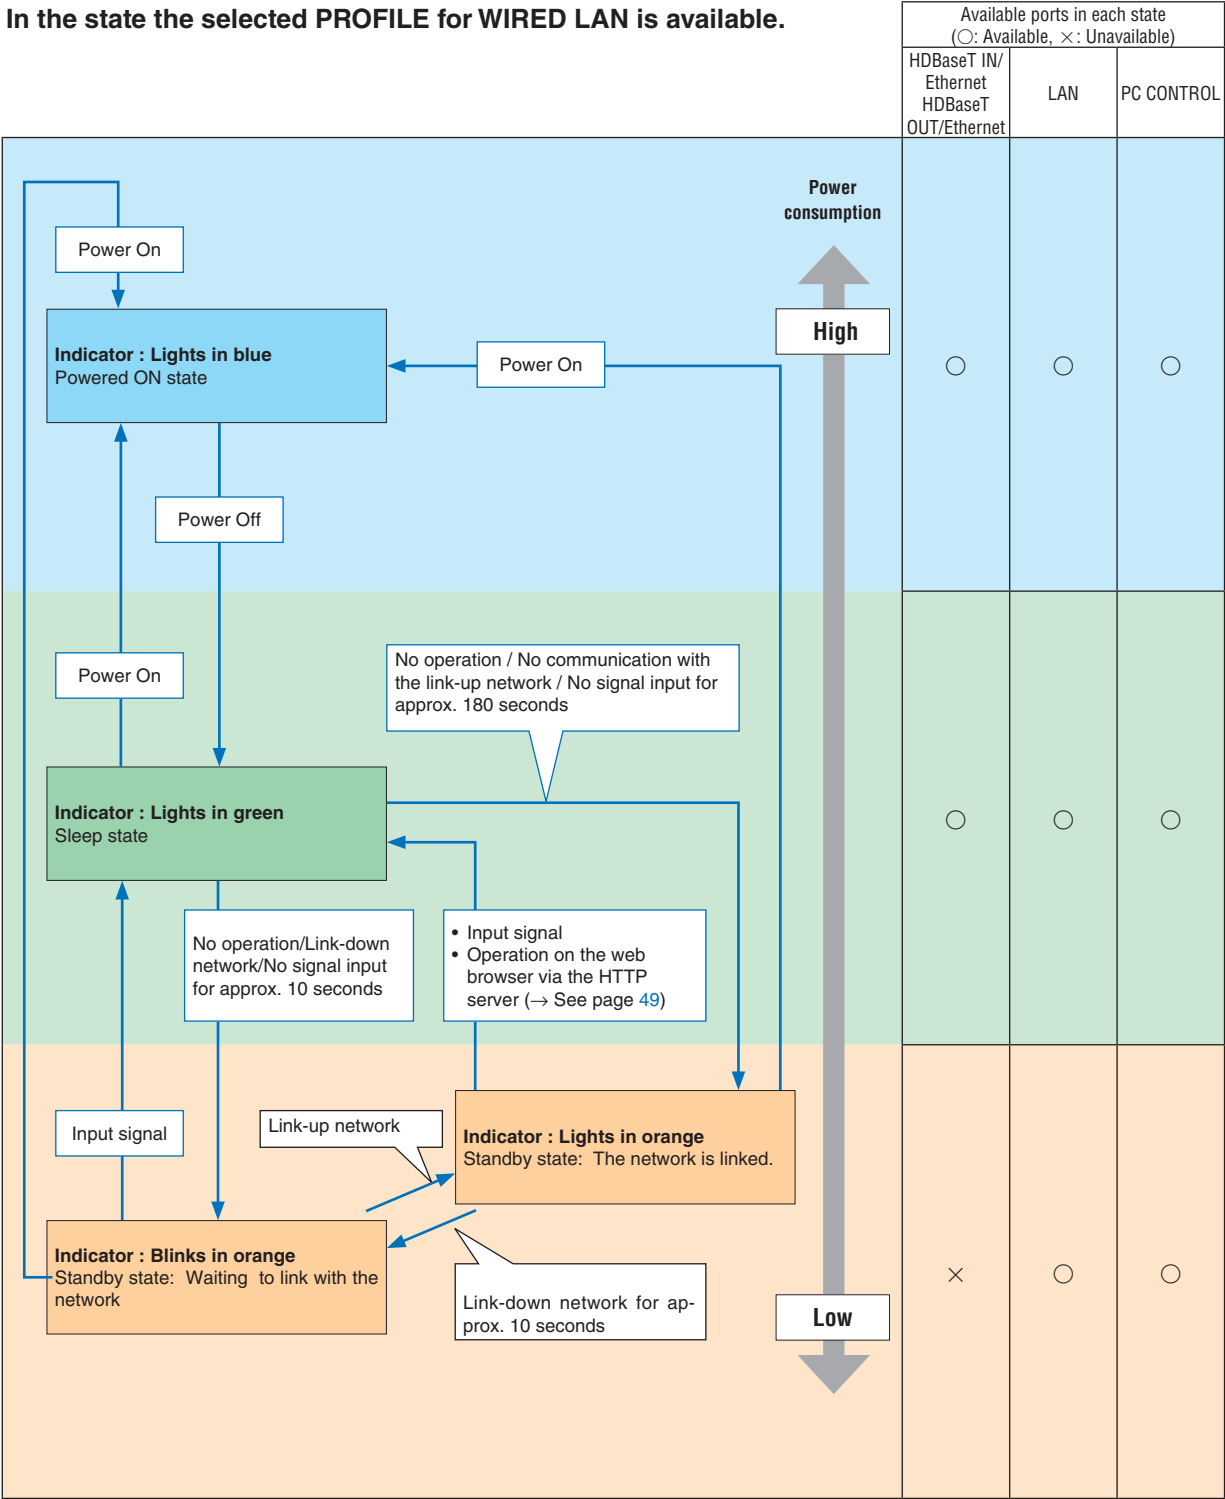 In the state the selected PROFILE for WIRED LAN is available.
Available ports in each state
(○: Available, ×: Unavailable)
HDBaseT IN/
Ethernet
HDBaseT
OUT/Ethernet
LAN
PC CONTROL
Power
consumption
Power On
High
Indicator : Lights in blue
Powered ON state
Power On
○
○
○
Power Off
Power On
No operation / No communication with
the link-up network / No signal input for
approx. 180 seconds
Indicator : Lights in green
Sleep state
○
○
○
No operation/Link-down
network/No signal input
for approx. 10 seconds
• Input signal
• Operation on the web
browser via the HTTP
server (→ See page 49)
Input signal
Link-up network
Indicator : Lights in orange
Standby state: The network is linked.
Indicator : Blinks in orange
Standby state: Waiting to link with the
network
Link-down network for ap-
prox. 10 seconds
Low
×
○
○